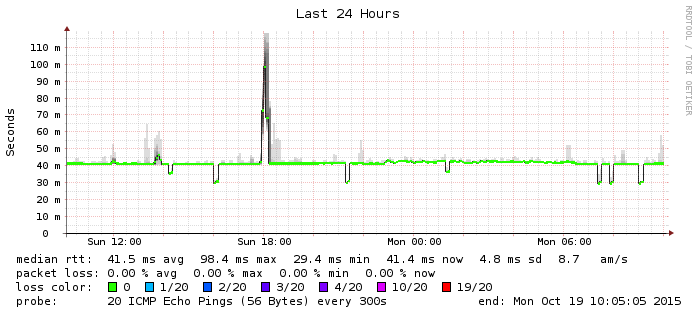 Last 24 Hours
RRDTOOL / TOBI OETIKER
Seconds
110 m
100 m
90 m
80 m
70 m
60 m
50 m
40 m
30 m
20 m
10 m
0
Sun 12:00 Sun 18:00 Mon 00:00 Mon 06:00
median rtt: 41.5 ms avg 98.4 ms max 29.4 ms min 41.4 ms now 4.8 ms sd 8.7 am/s
packet loss: 0.00 % avg 0.00 % max 0.00 % min 0.00 % now
loss color: 0 1/20 2/20 3/20 4/20 10/20 19/20
probe: 20 ICMP Echo Pings (56 Bytes) every 300s end: Mon Oct 19 10:05:05 2015